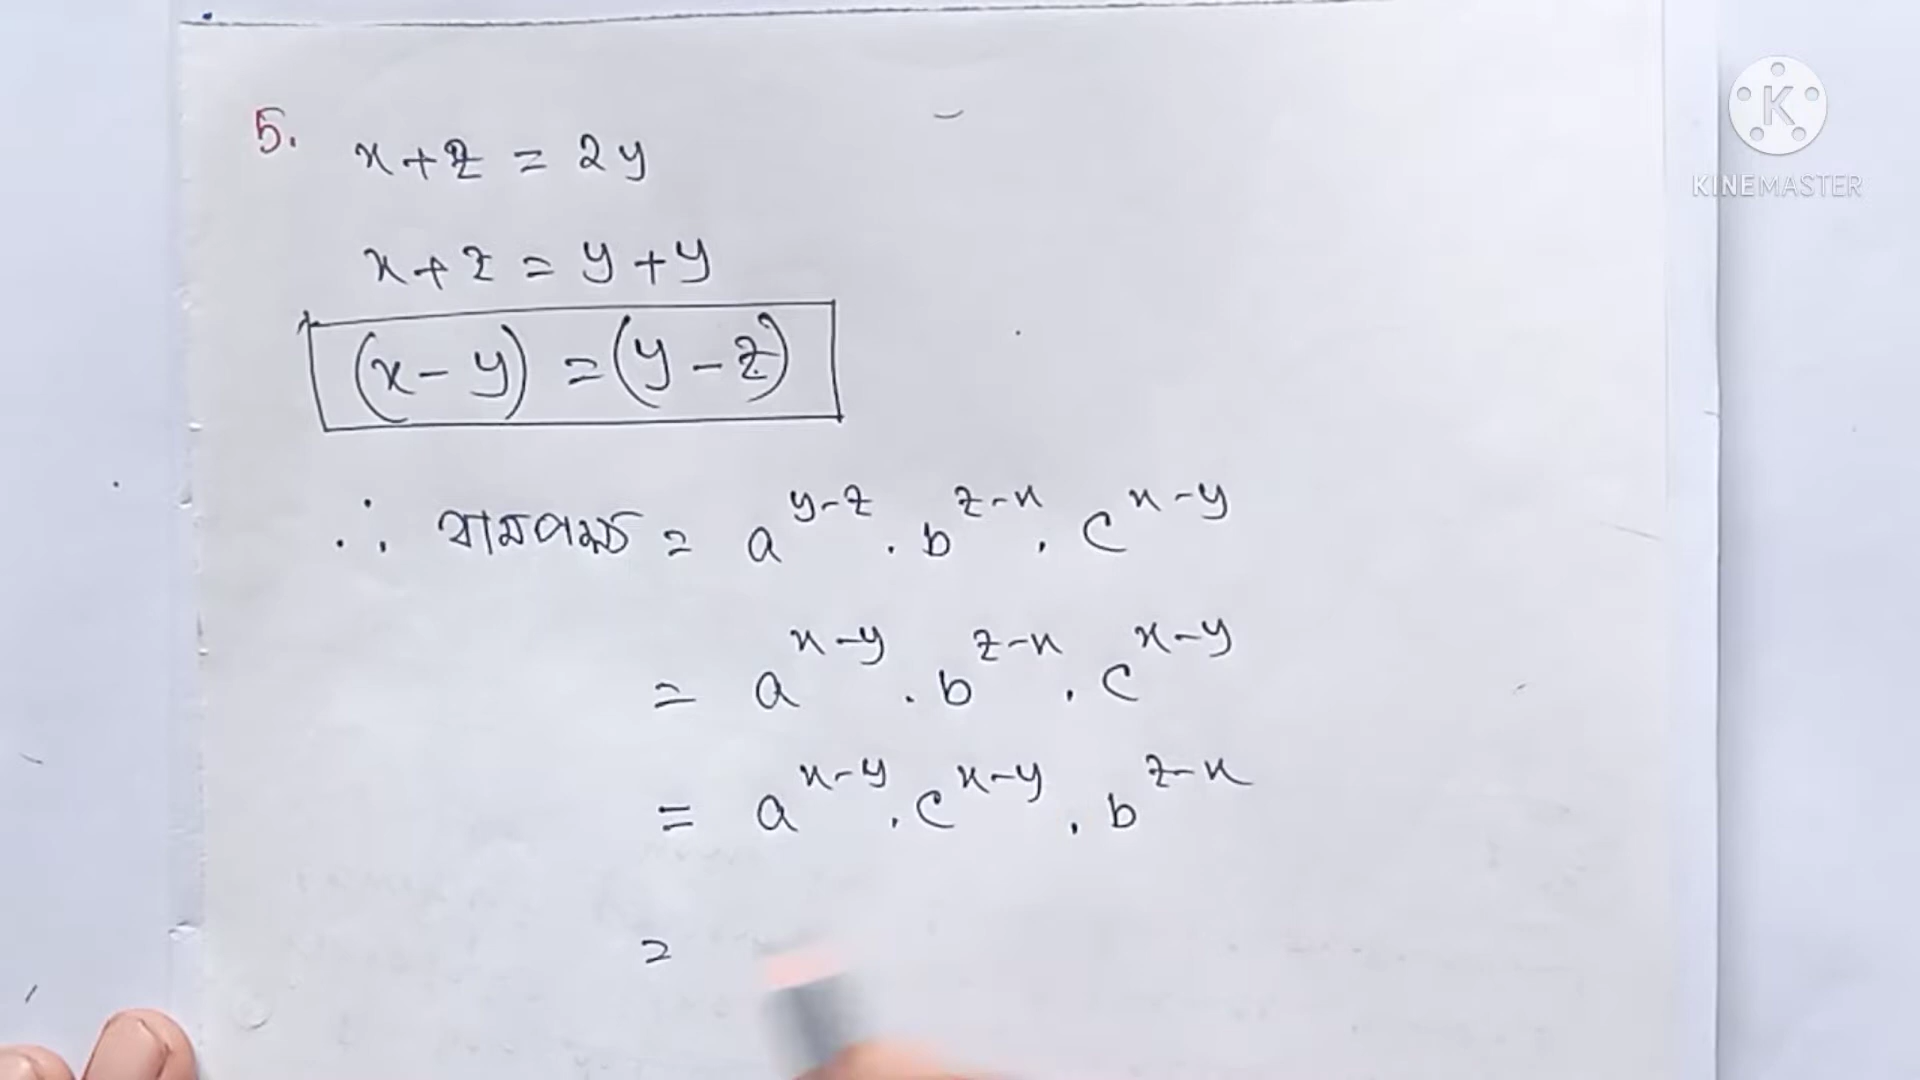 5. x+z = 2y
x+z = y+y
(x-y) = (y-z)
∴ বামপক্ষ = a^{y-z} . b^{z-x} . c^{x-y}
= a^{x-y} . b^{z-x} . c^{x-y}
= a^{x-y} . c^{x-y} . b^{z-x}
=
K
KINEMASTER